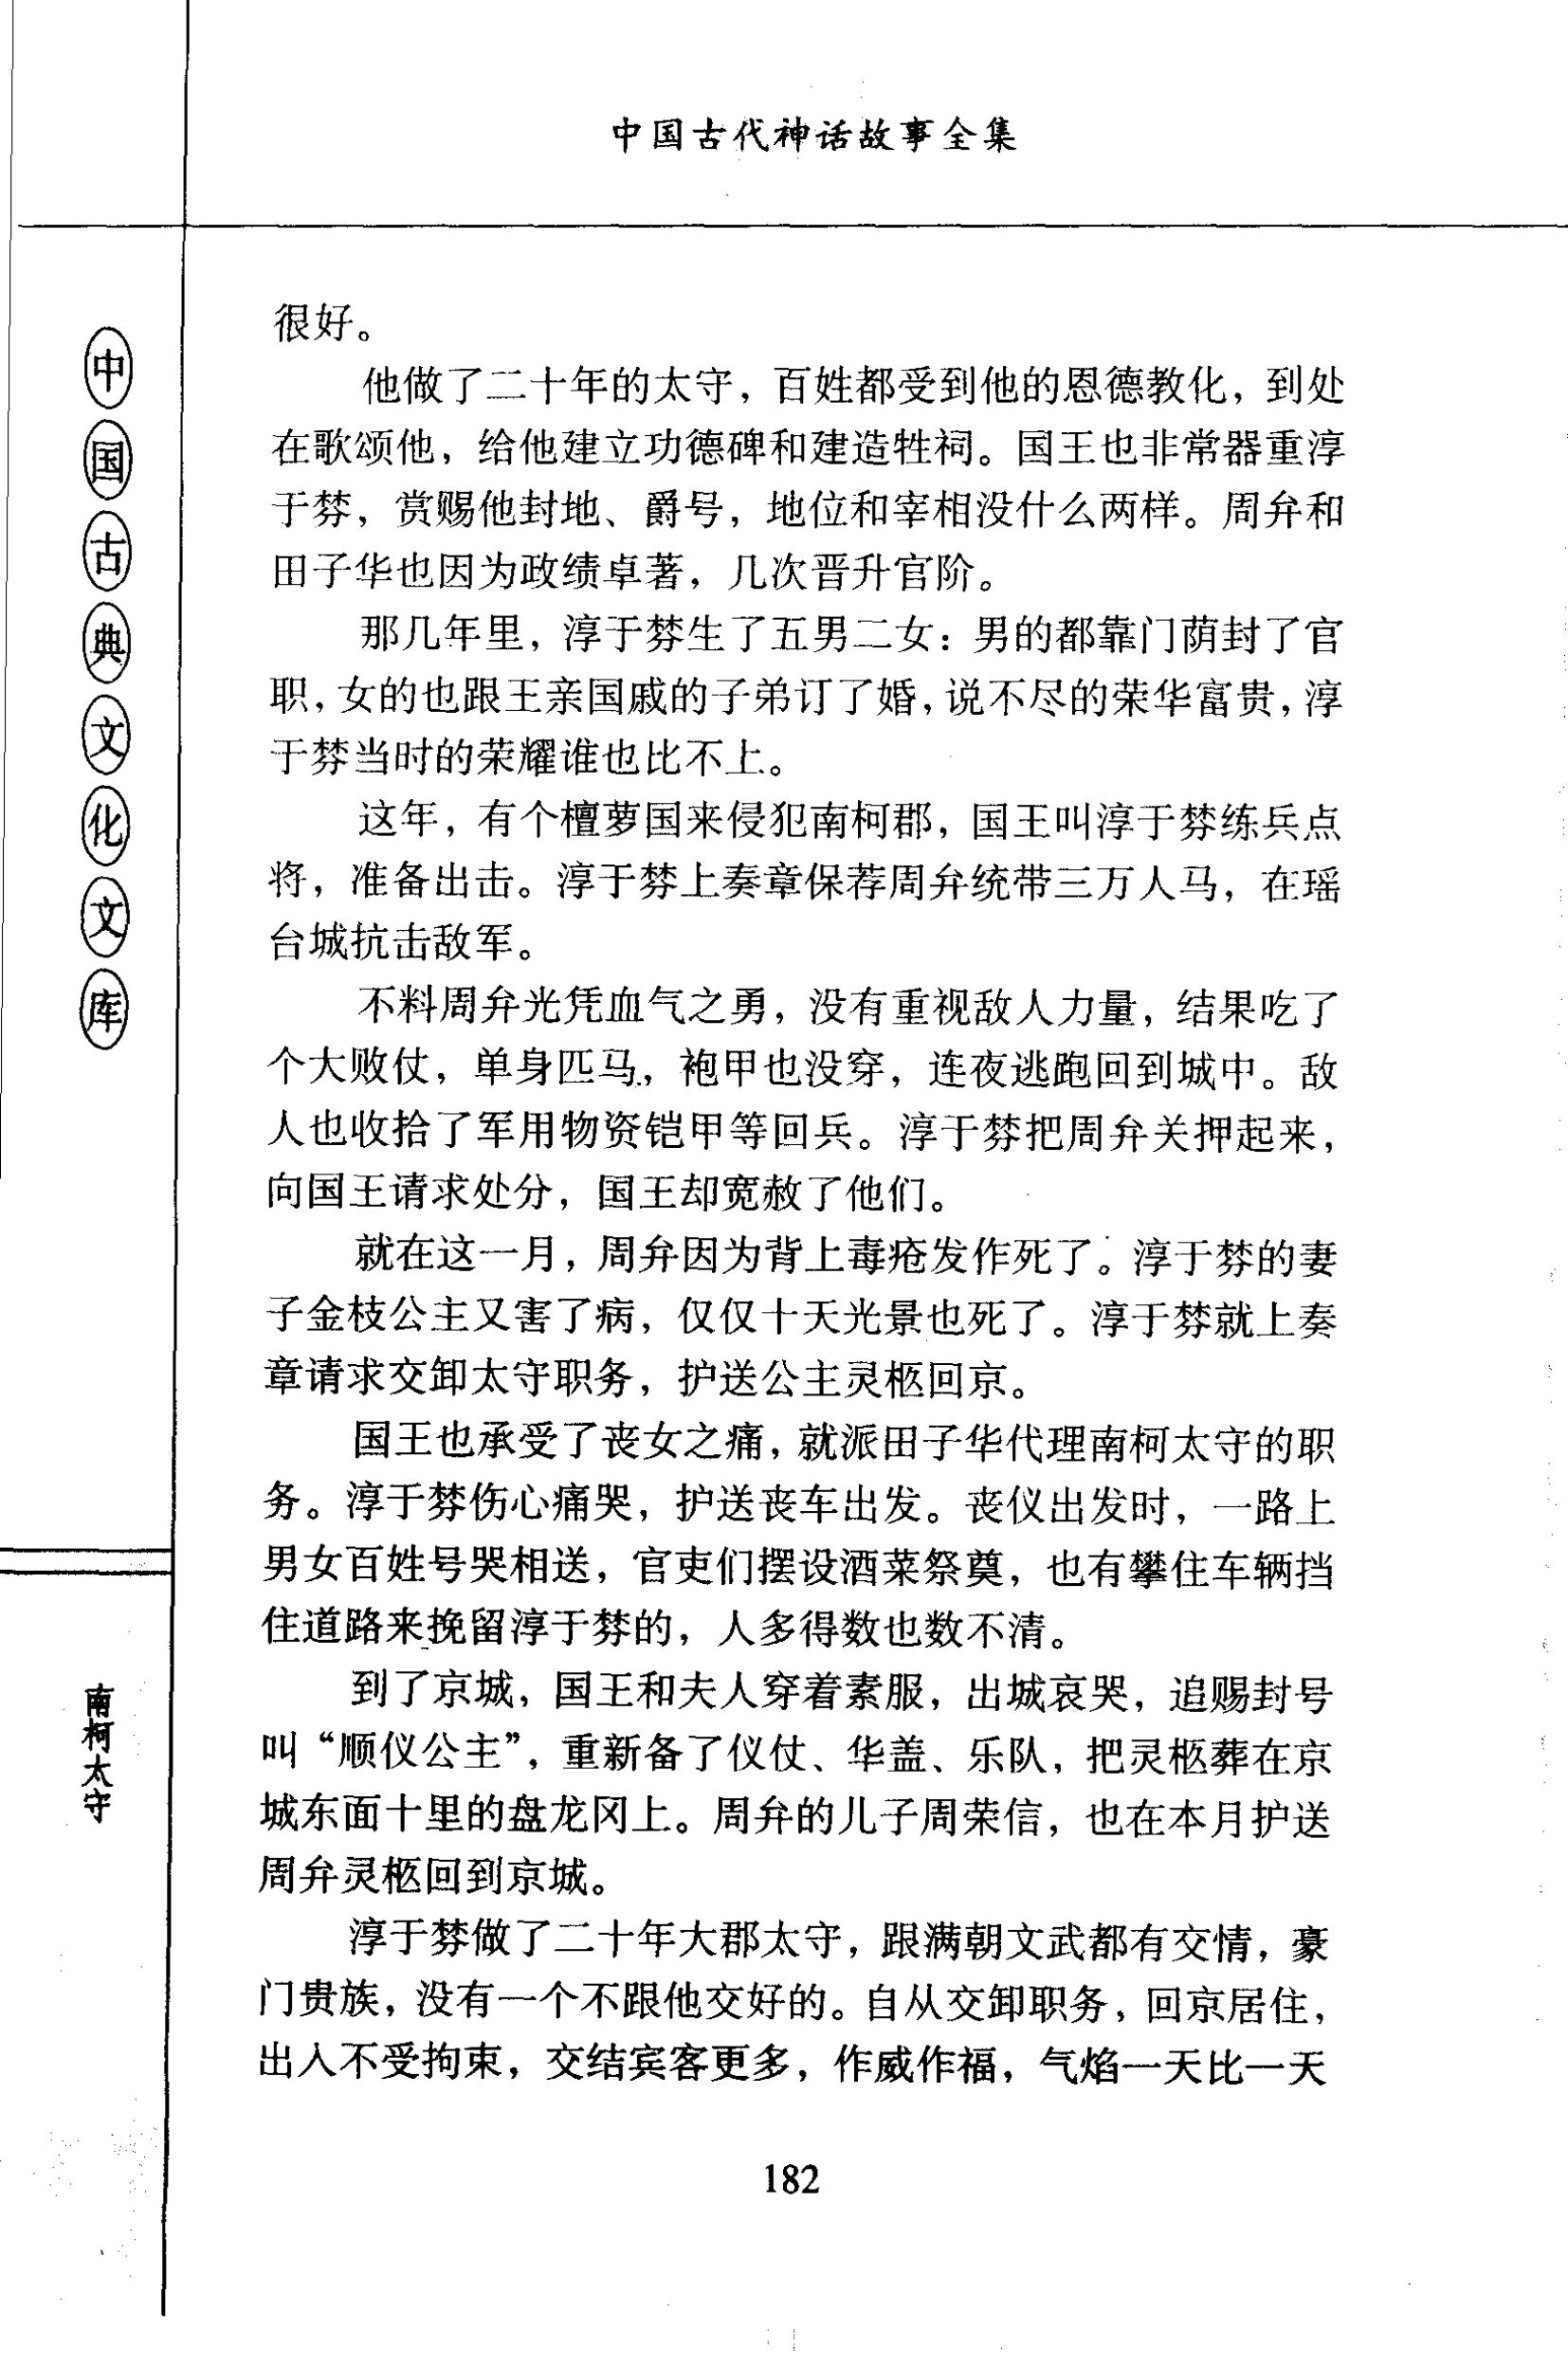 中国古代神话故事全集
中国古典文化文库
南柯太守
很好。
他做了二十年的太守，百姓都受到他的恩德教化，到处
在歌颂他，给他建立功德碑和建造牲祠。国王也非常器重淳
于棼，赏赐他封地、爵号，地位和宰相没什么两样。周弁和
田子华也因为政绩卓著，几次晋升官阶。
那几年里，淳于棼生了五男二女：男的都靠门荫封了官
职，女的也跟王亲国戚的子弟订了婚，说不尽的荣华富贵，淳
于棼当时的荣耀谁也比不上。
这年，有个檀萝国来侵犯南柯郡，国王叫淳于棼练兵点
将，准备出击。淳于棼上奏章保荐周弁统带三万人马，在瑶
台城抗击敌军。
不料周弁光凭血气之勇，没有重视敌人力量，结果吃了
个大败仗，单身匹马，袍甲也没穿，连夜逃跑回到城中。敌
人也收拾了军用物资铠甲等回兵。淳于棼把周弁关押起来，
向国王请求处分，国王却宽赦了他们。
就在这一月，周弁因为背上毒疮发作死了。淳于棼的妻
子金枝公主又害了病，仅仅十天光景也死了。淳于棼就上奏
章请求交卸太守职务，护送公主灵柩回京。
国王也承受了丧女之痛，就派田子华代理南柯太守的职
务。淳于棼伤心痛哭，护送丧车出发。丧仪出发时，一路上
男女百姓号哭相送，官吏们摆设酒菜祭奠，也有攀住车辆挡
住道路来挽留淳于棼的，人多得数也数不清。
到了京城，国王和夫人穿着素服，出城哀哭，追赐封号
叫“顺仪公主”，重新备了仪仗、华盖、乐队，把灵柩葬在京
城东面十里的盘龙冈上。周弁的儿子周荣信，也在本月护送
周弁灵柩回到京城。
淳于棼做了二十年大郡太守，跟满朝文武都有交情，豪
门贵族，没有一个不跟他交好的。自从交卸职务，回京居住，
出入不受拘束，交结宾客更多，作威作福，气焰一天比一天
182